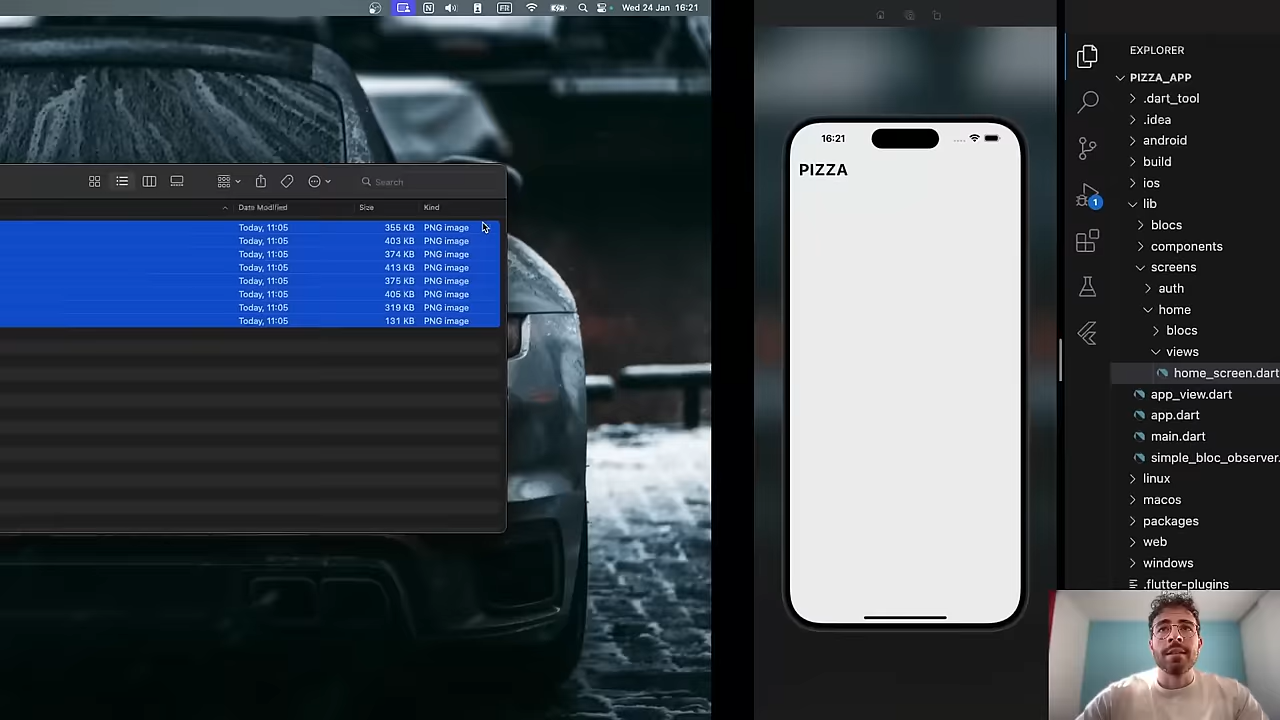 Wed 24 Jan 16:21
Search
Date Modified Size Kind
Today, 11:05 355 KB PNG image
Today, 11:05 403 KB PNG image
Today, 11:05 374 KB PNG image
Today, 11:05 413 KB PNG image
Today, 11:05 375 KB PNG image
Today, 11:05 405 KB PNG image
Today, 11:05 319 KB PNG image
Today, 11:05 131 KB PNG image
16:21
PIZZA
1
EXPLORER
PIZZA_APP
.dart_tool
.idea
android
build
ios
lib
blocs
components
screens
auth
home
blocs
views
home_screen.dart
app_view.dart
app.dart
main.dart
simple_bloc_observer.
linux
macos
packages
web
windows
.flutter-plugins